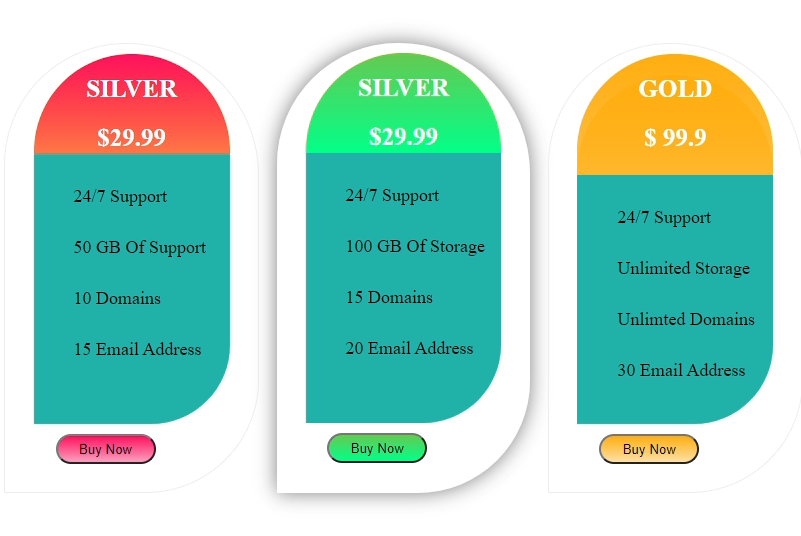 SILVER
$29.99
24/7 Support
50 GB Of Support
10 Domains
15 Email Address
Buy Now
SILVER
$29.99
24/7 Support
100 GB Of Storage
15 Domains
20 Email Address
Buy Now
GOLD
$ 99.9
24/7 Support
Unlimited Storage
Unlimted Domains
30 Email Address
Buy Now